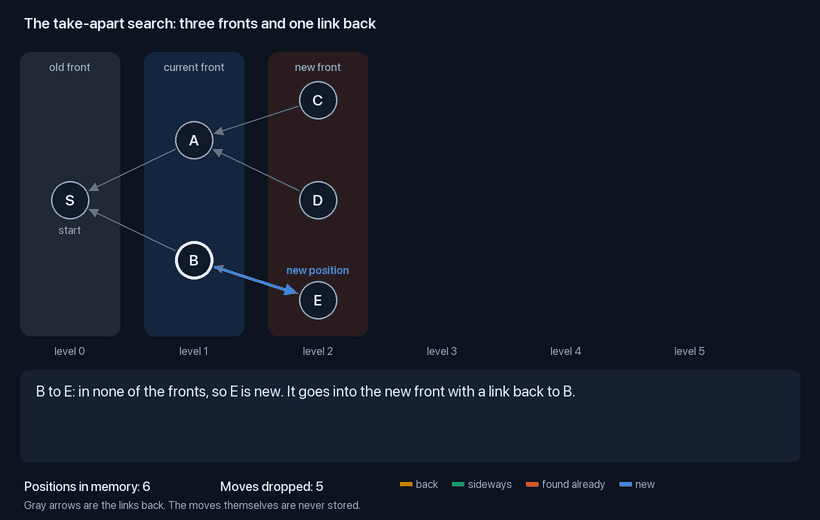 The take-apart search: three fronts and one link back
old front
current front
new front
C
A
S
D
start
B
new position
E
level 0
level 1
level 2
level 3
level 4
level 5
B to E: in none of the fronts, so E is new. It goes into the new front with a link back to B.
Positions in memory: 6
Moves dropped: 5
back
sideways
found already
new
Gray arrows are the links back. The moves themselves are never stored.